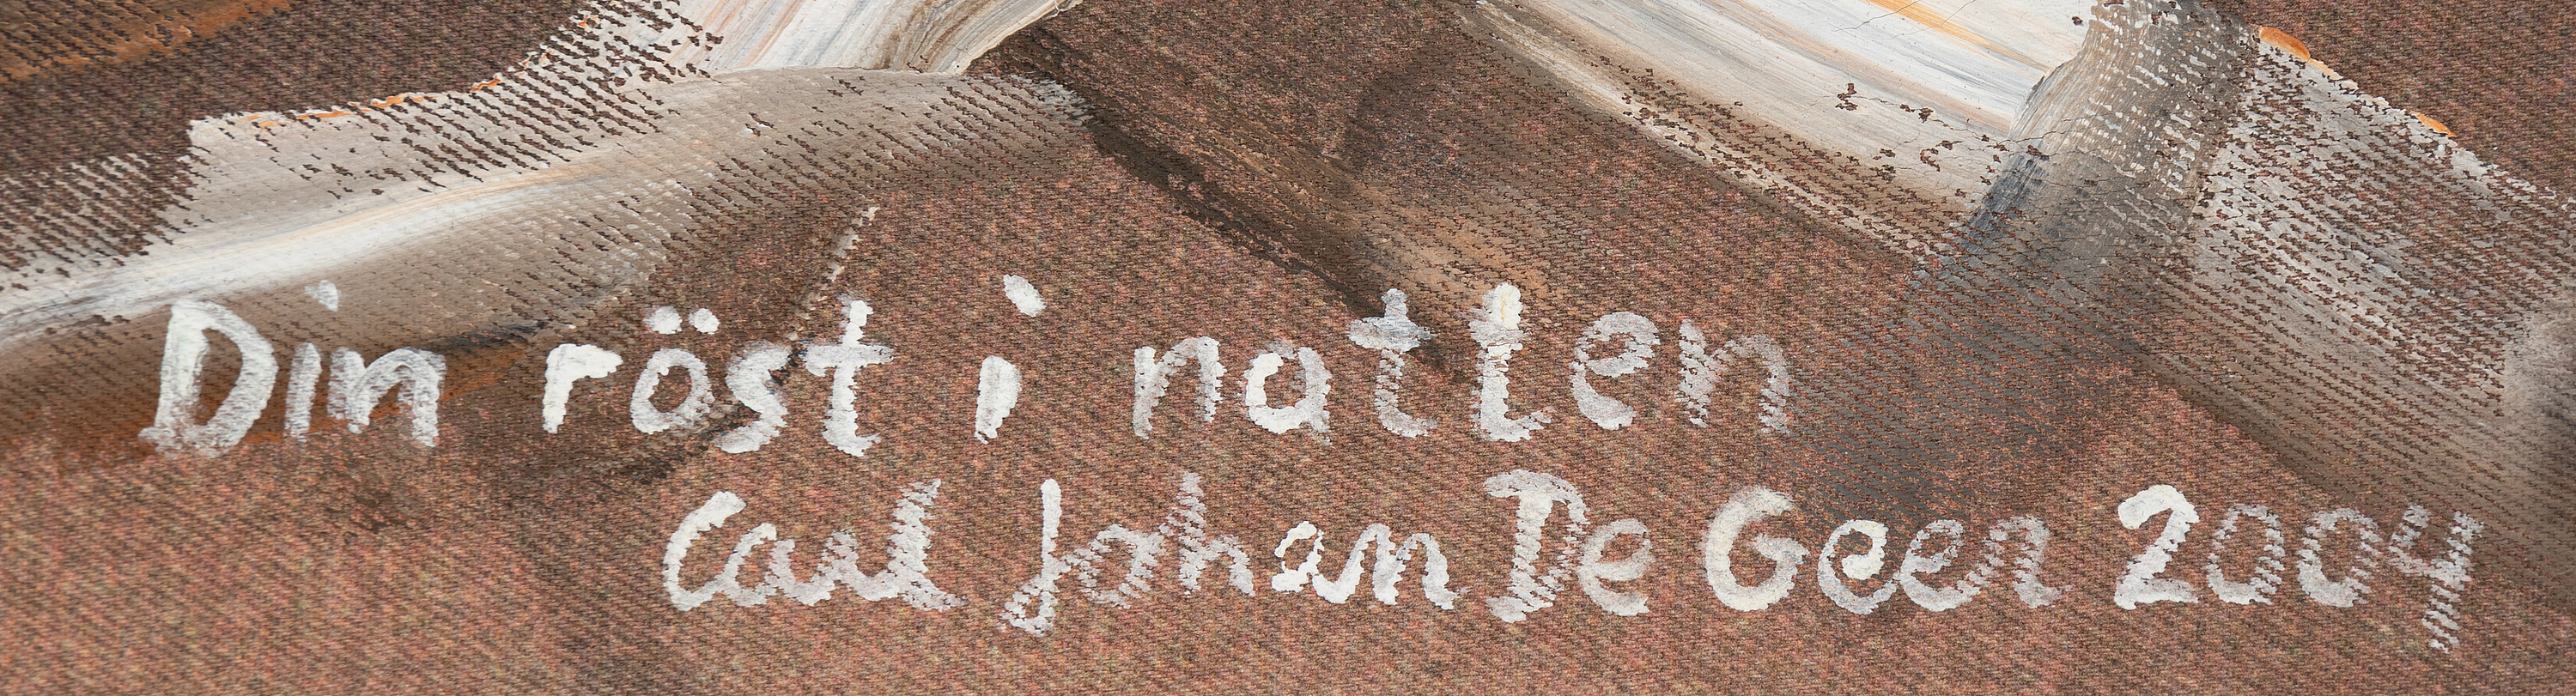 Din röst i natten
Carl Johan De Geer 2004